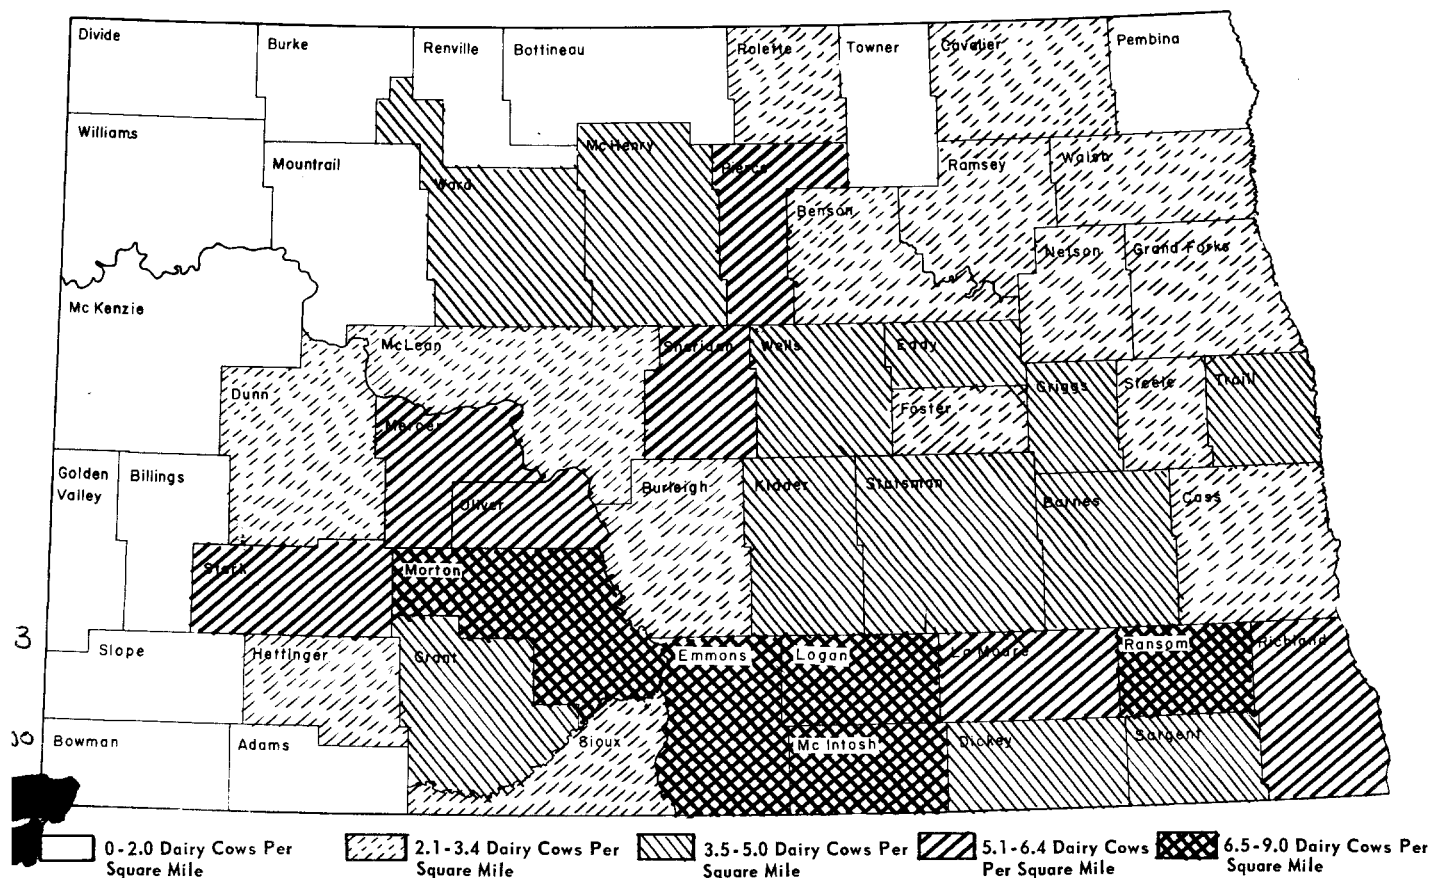 Divide
Burke
Renville
Bottineau
Rolette
Towner
Cavalier
Pembina
Williams
Mountrail
Ward
McHenry
Pierce
Benson
Ramsey
Walsh
Mc Kenzie
Nelson
Grand Forks
McLean
Sheridan
Wells
Eddy
Dunn
Mercer
Foster
Griggs
Steele
Traill
Golden
Valley
Billings
Oliver
Burleigh
Kidder
Stutsman
Barnes
Cass
Stark
Morton
3
Slope
Hettinger
Grant
Emmons
Logan
La Moure
Ransom
Richland
Bowman
Adams
Sioux
Mc Intosh
Dickey
Sargent
0-2.0 Dairy Cows Per
Square Mile
2.1-3.4 Dairy Cows Per
Square Mile
3.5-5.0 Dairy Cows Per
Square Mile
5.1-6.4 Dairy Cows
Per Square Mile
6.5-9.0 Dairy Cows Per
Square Mile